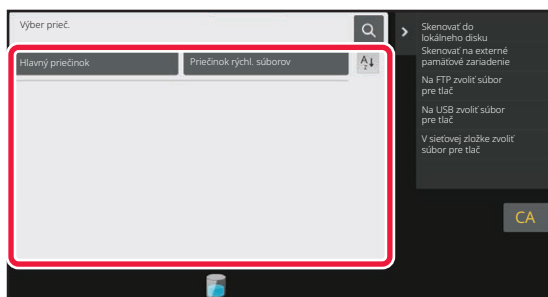 Výber prieč.
Hlavný priečinok
Priečinok rýchl. súborov
A
Z
Skenovať do
lokálneho disku
Skenovať na externé
pamäťové zariadenie
Na FTP zvoliť súbor
pre tlač
Na USB zvoliť súbor
pre tlač
V sieťovej zložke zvoliť
súbor pre tlač
CA